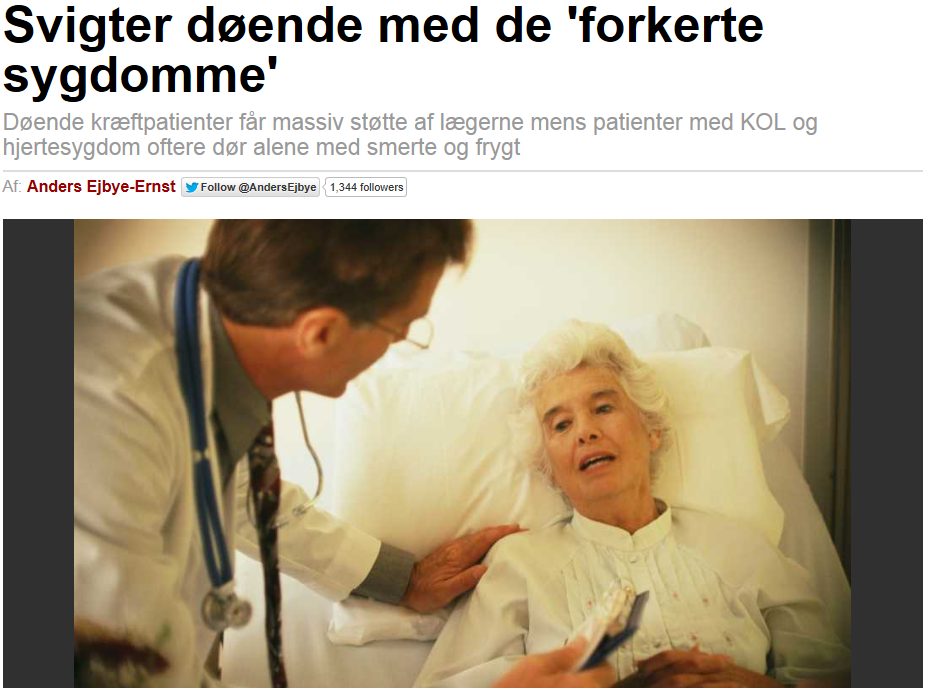 Svigter døende med de 'forkerte
sygdomme'
Døende kræftpatienter får massiv støtte af lægerne mens patienter med KOL og
hjertesygdom oftere dør alene med smerte og frygt
Af: Anders Ejbye-Ernst Follow @AndersEjbye 1,344 followers